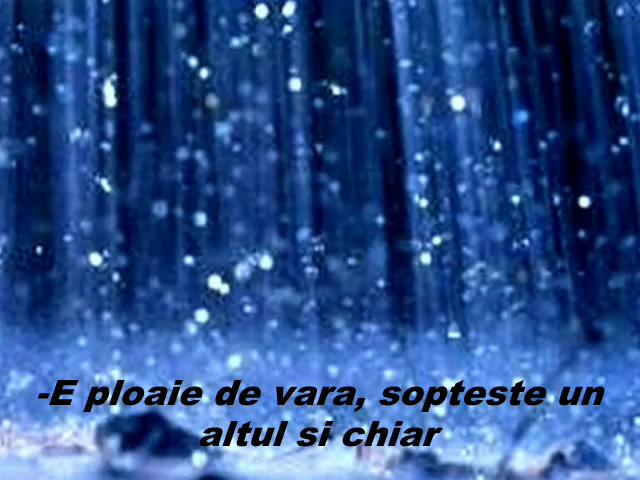 -E ploaie de vara, sopteste un
altul si chiar